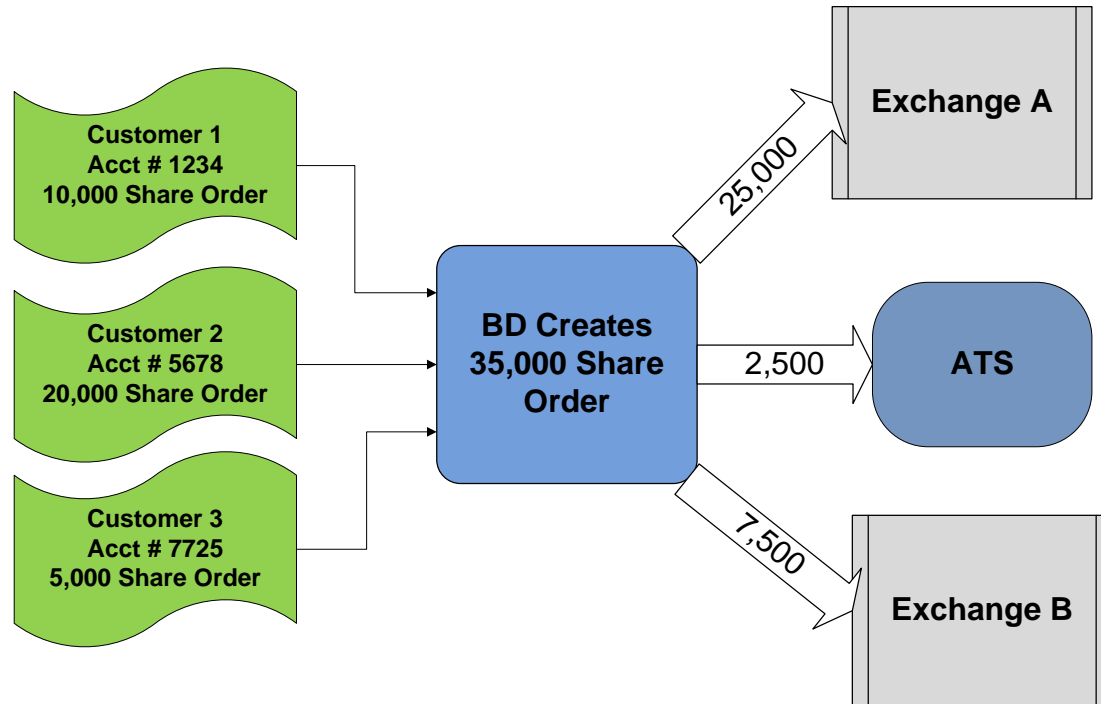 Customer 1
Acct # 1234
10,000 Share Order
Customer 2
Acct # 5678
20,000 Share Order
Customer 3
Acct # 7725
5,000 Share Order
BD Creates
35,000 Share
Order
25,000
2,500
7,500
Exchange A
ATS
Exchange B